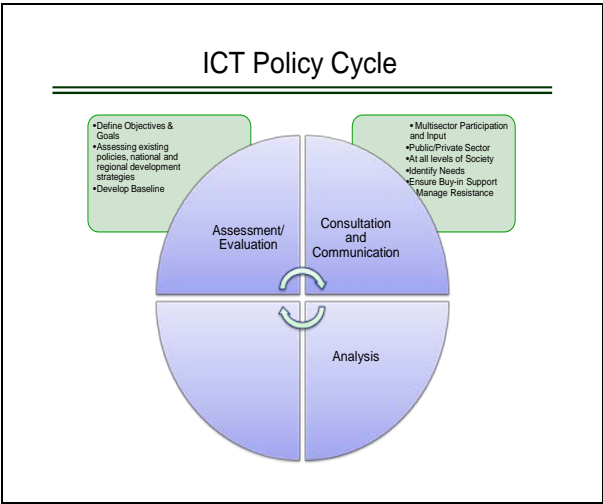 ICT Policy Cycle
•Define Objectives &
Goals
•Assessing existing
policies, national and
regional development
strategies
•Develop Baseline
• Multisector Participation
and Input
•Public/Private Sector
•At all levels of Society
•Identify Needs
•Ensure Buy-in Support
Manage Resistance
Assessment/
Evaluation
Consultation
and
Communication
Analysis